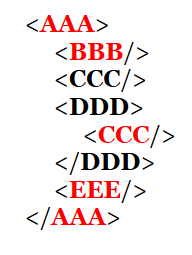 <AAA>
<BBB/>
<CCC/>
<DDD>
<CCC/>
</DDD>
<EEE/>
</AAA>